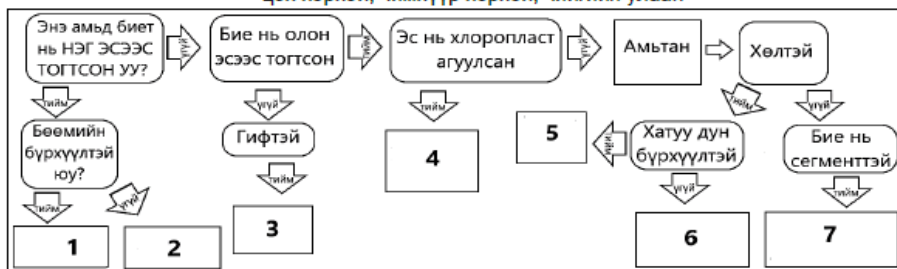 Энэ амьд биет
нь НЭГ ЭСЭЭС
ТОГТСОН УУ?
үгүй
Бие нь олон
эсээс тогтсон
тийм
Эс нь хлоропласт
агуулсан
үгүй
Амьтан
Хөлтэй
тийм
Бөөмийн
бүрхүүлтэй
юу?
үгүй
Гифтэй
тийм
4
5
тийм
Хатуу дун
бүрхүүлтэй
тийм
үгүй
Бие нь
сегменттэй
тийм
1
үгүй
2
тийм
3
үгүй
6
тийм
7